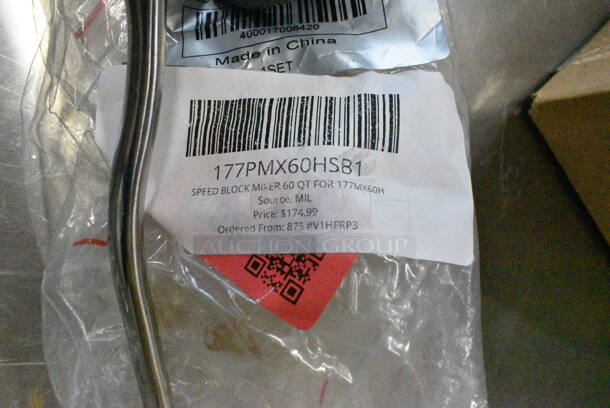 400017006420
Made in China
1SET
177PMX60HSB1
SPEED BLOCK MIXER 60 QT FOR 177MX60H
Source: MIL
Price: $174.99
Ordered From: 875 #V1HFRP3
AUCTION GROUP